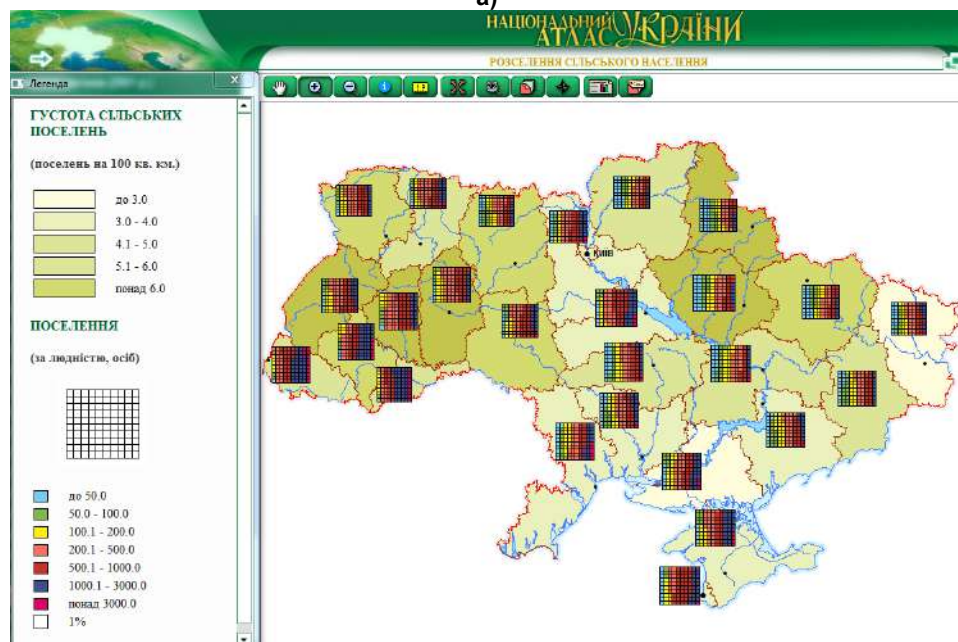 а)
НАЦІОНАЛЬНИЙ
АТЛАС УКРАЇНИ
РОЗСЕЛЕННЯ СІЛЬСЬКОГО НАСЕЛЕННЯ
Легенда
ГУСТОТА СІЛЬСЬКИХ
ПОСЕЛЕНЬ
(поселень на 100 кв. км.)
до 3.0
3.0 - 4.0
4.1 - 5.0
5.1 - 6.0
понад 6.0
ПОСЕЛЕННЯ
(за людністю, осіб)
до 50.0
50.0 - 100.0
100.1 - 200.0
200.1 - 500.0
500.1 - 1000.0
1000.1 - 3000.0
понад 3000.0
1%
КИЇВ